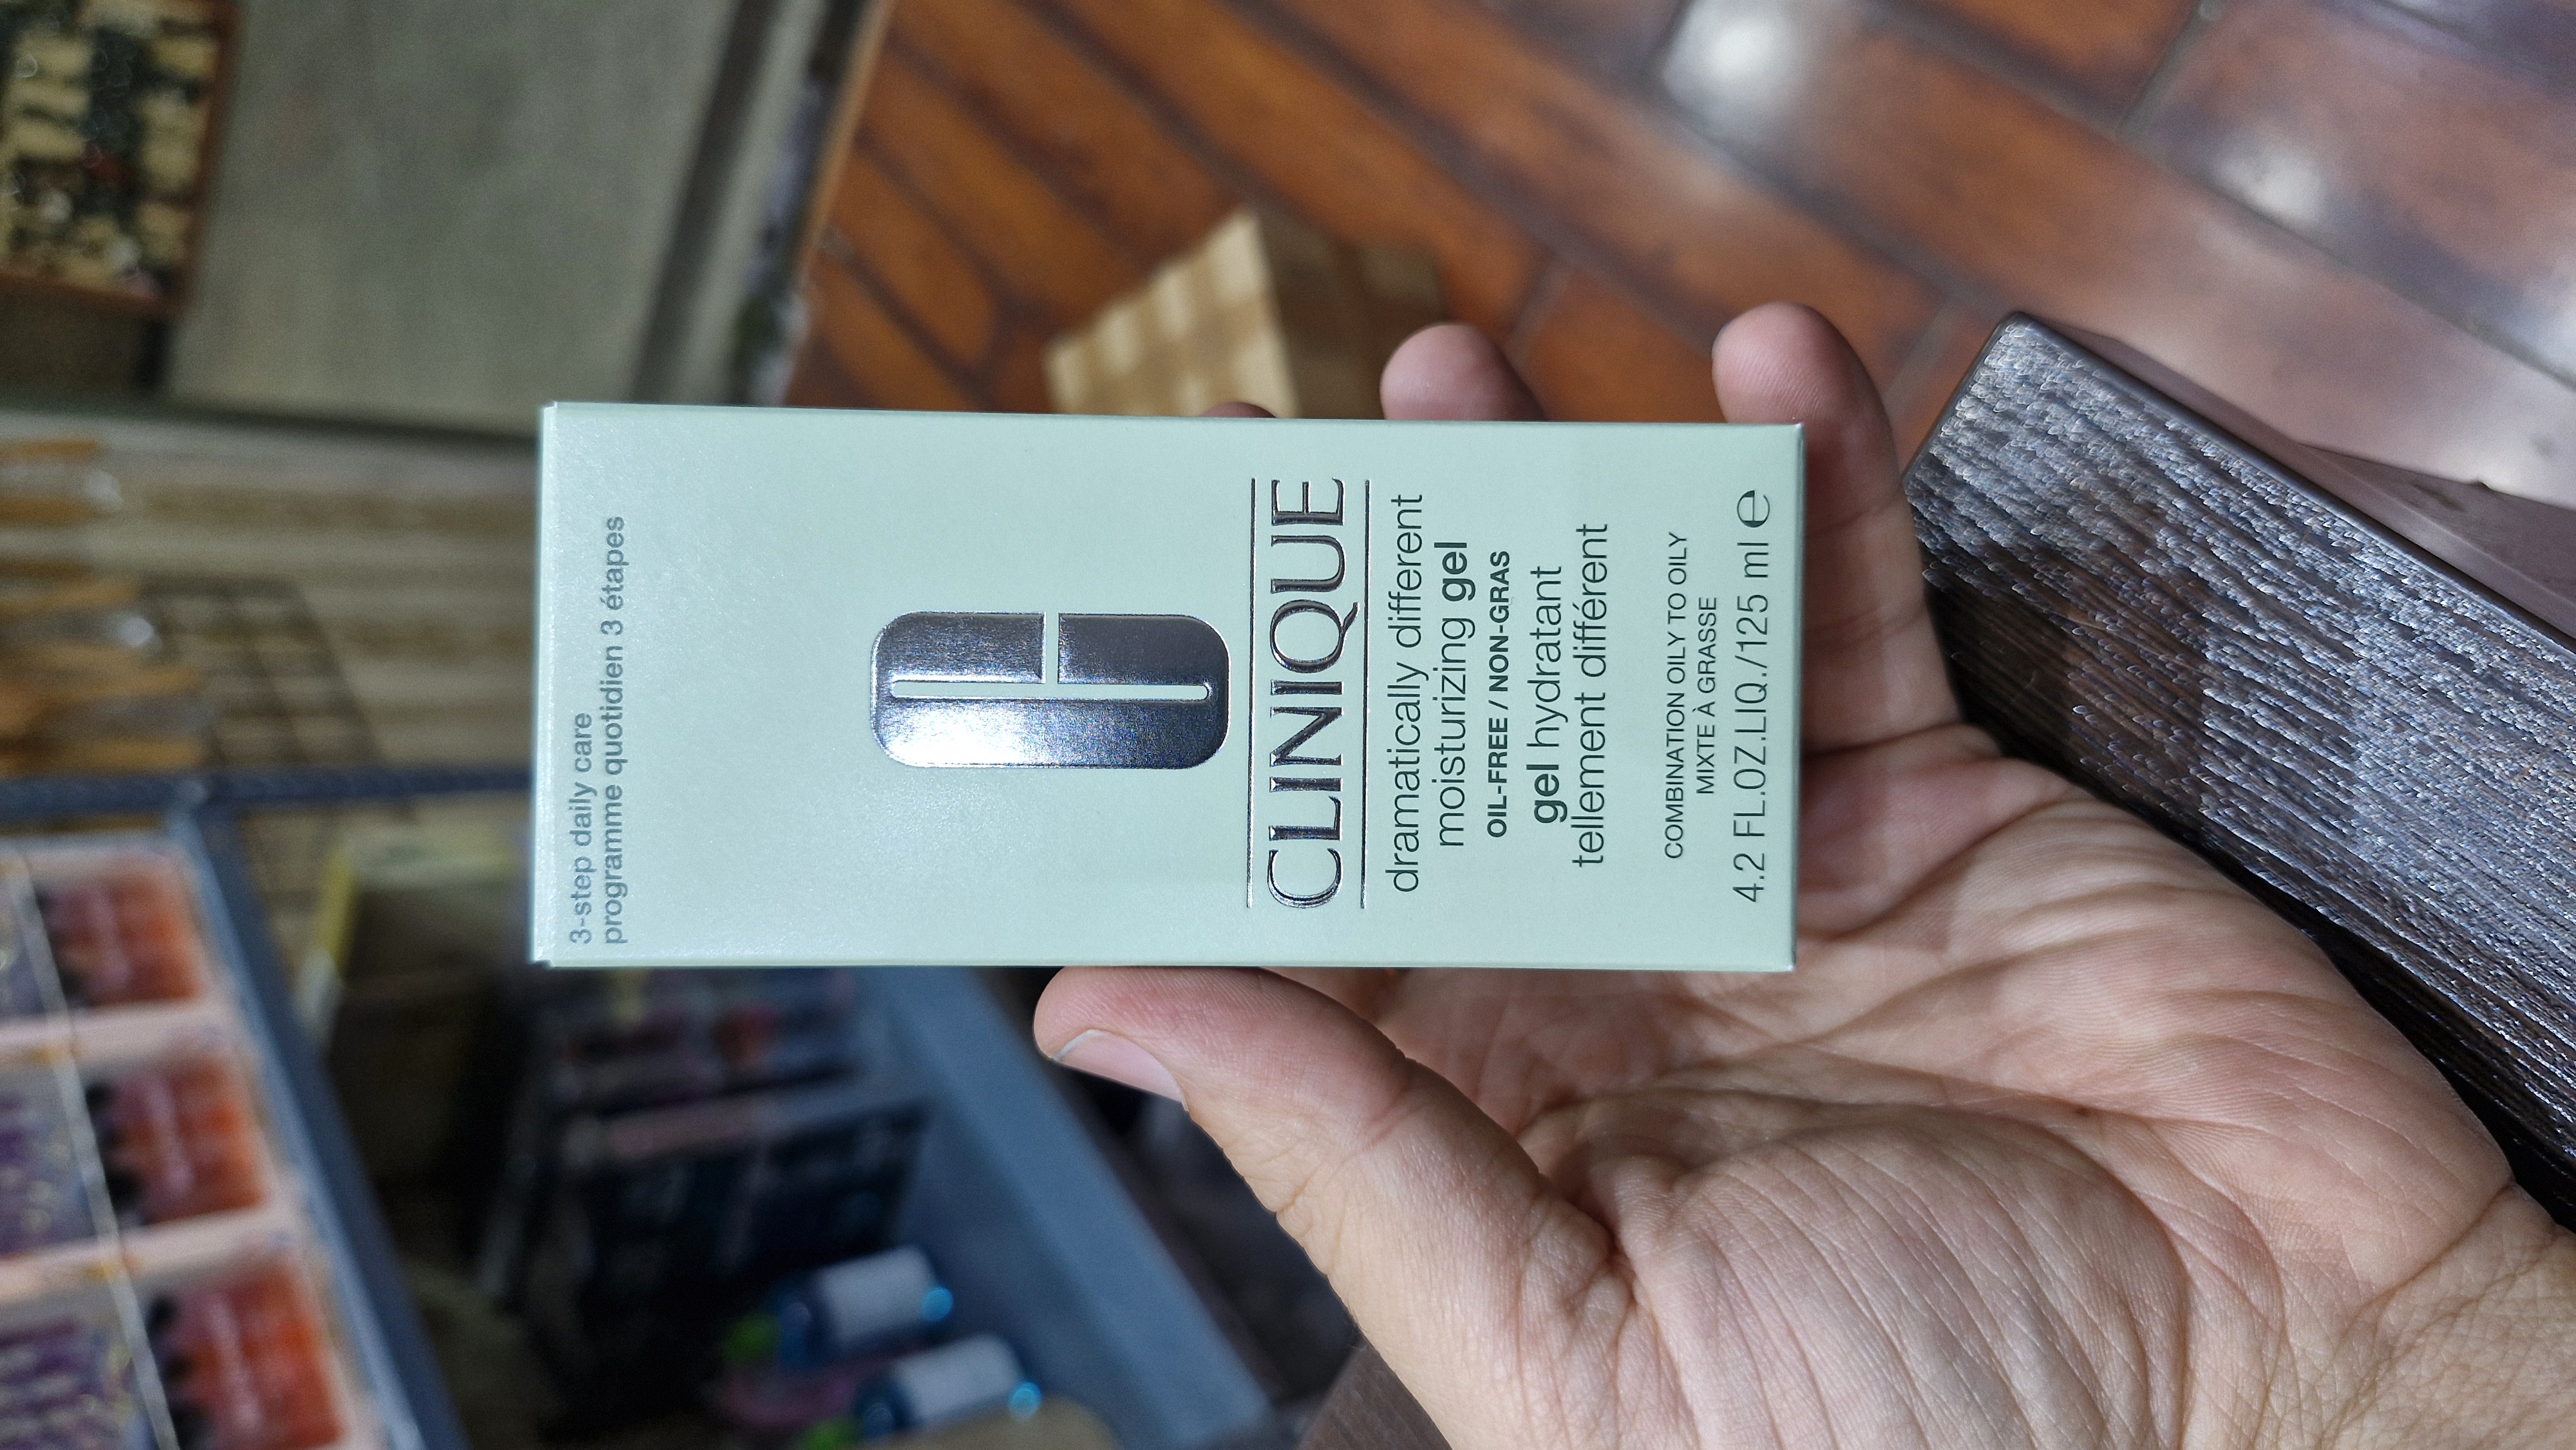 3-step daily care
programme quotidien 3 étapes
CLINIQUE
dramatically different
moisturizing gel
OIL-FREE / NON-GRAS
gel hydratant
tellement différent
COMBINATION OILY TO OILY
MIXTE À GRASSE
4.2 FL.OZ.LIQ./125 ml ℮